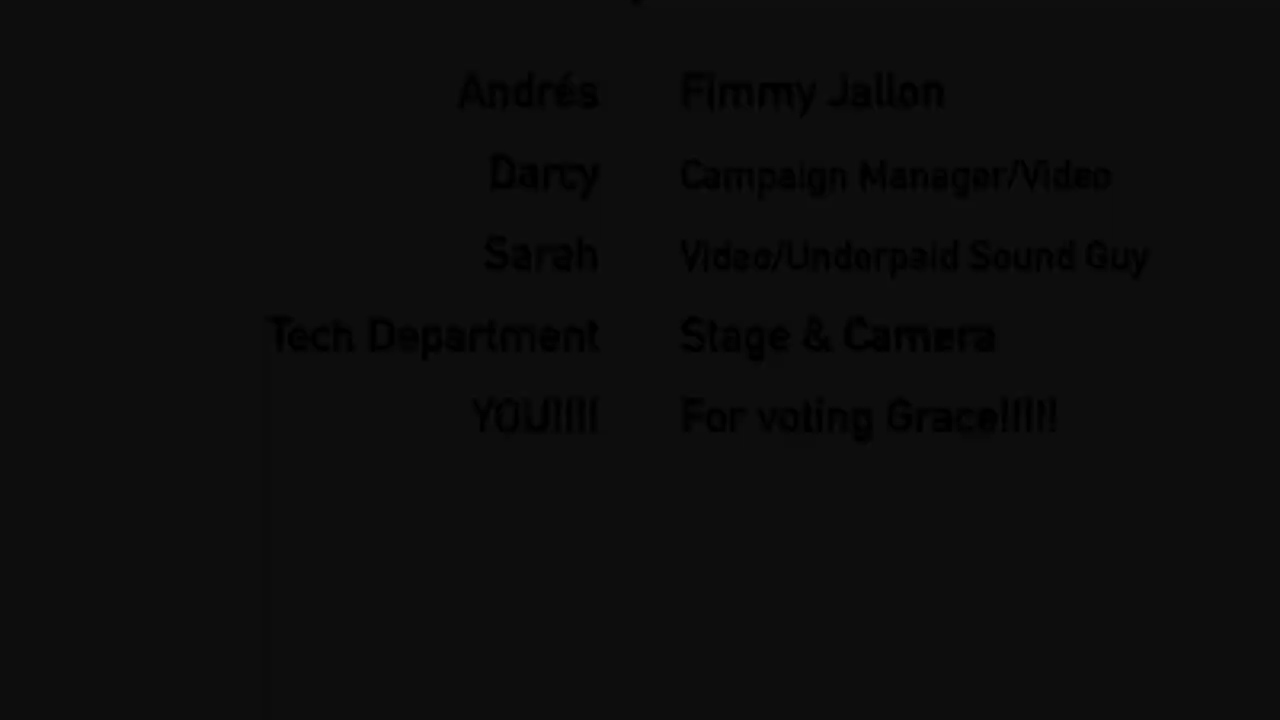 Andrés Fimmy Jallon
Darcy Campaign Manager/Video
Sarah Video/Underpaid Sound Guy
Tech Department Stage & Camera
YOU!!!! For voting Grace!!!!!